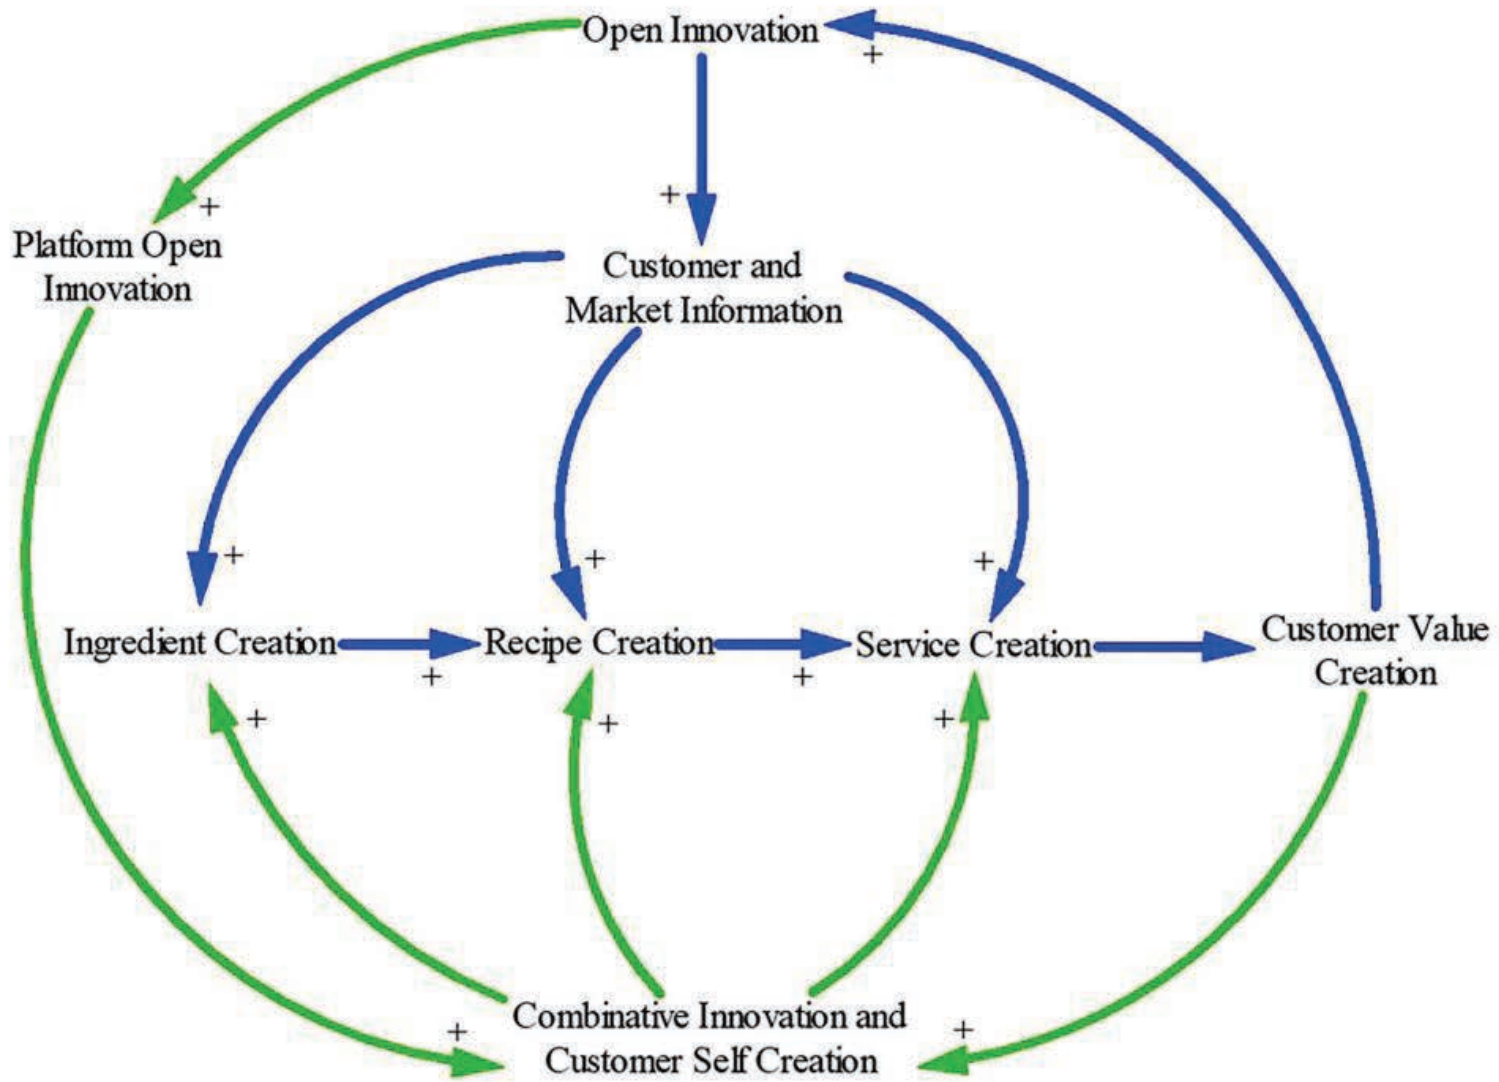 Open Innovation
+
+
+
Platform Open
Innovation
Customer and
Market Information
+
+
+
Ingredient Creation
Recipe Creation
Service Creation
Customer Value
Creation
+
+
+
+
+
Combinative Innovation and
Customer Self Creation
+
+